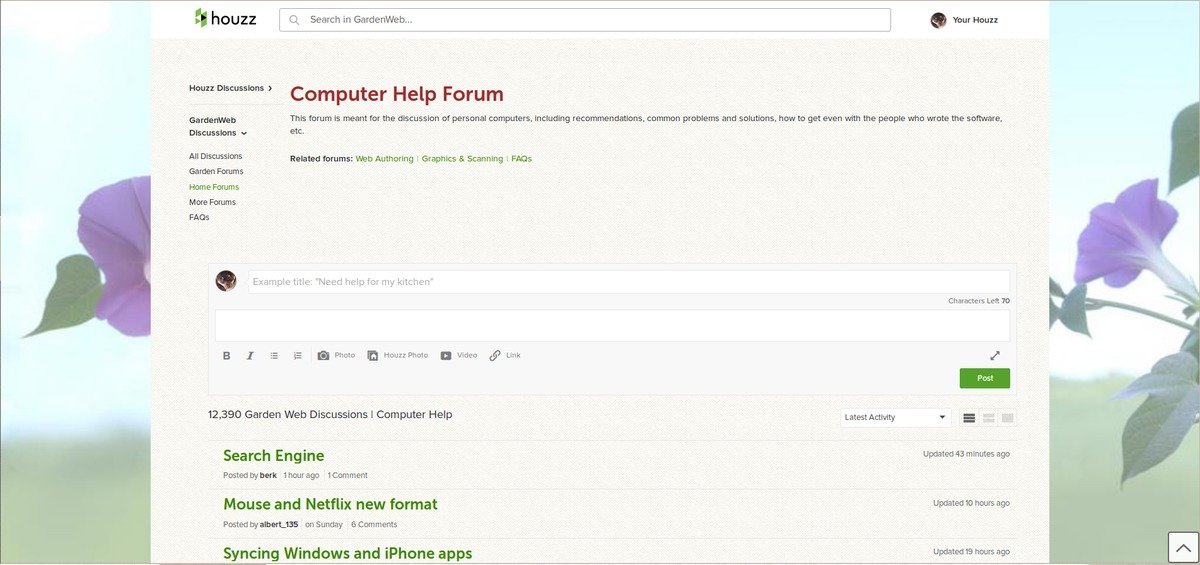 houzz
Search in GardenWeb...
Your Houzz
Houzz Discussions
GardenWeb
Discussions
All Discussions
Garden Forums
Home Forums
More Forums
FAQs
Computer Help Forum
This forum is meant for the discussion of personal computers, including recommendations, common problems and solutions, how to get even with the people who wrote the software,
etc.
Related forums: Web Authoring | Graphics & Scanning | FAQs
Example title: "Need help for my kitchen"
Characters Left 70
B I Photo Houzz Photo Video Link
Post
12,390 Garden Web Discussions | Computer Help
Latest Activity
Search Engine
Updated 43 minutes ago
Posted by berk 1 hour ago | 1 Comment
Mouse and Netflix new format
Updated 10 hours ago
Posted by albert_135 on Sunday | 6 Comments
Syncing Windows and iPhone apps
Updated 19 hours ago